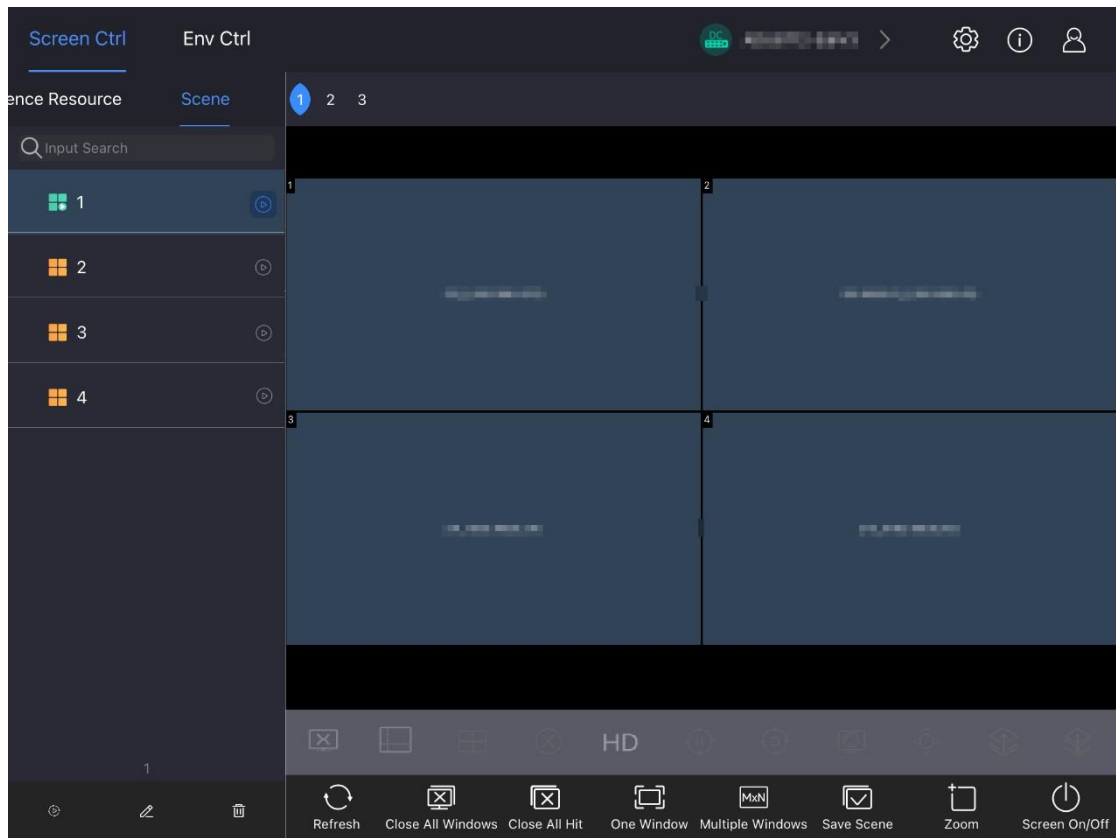 Screen Ctrl Env Ctrl DC
ence Resource Scene 1 2 3
Input Search
1
2
3
4
1 2
3 4
HD
1
Refresh Close All Windows Close All Hit One Window MxN Multiple Windows Save Scene Zoom Screen On/Off